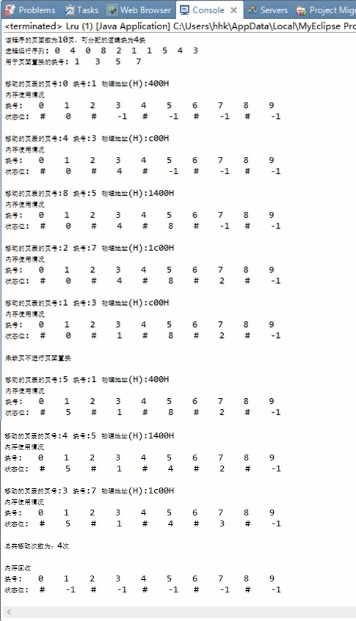 Problems Tasks Web Browser Console Servers Project Migr
<terminated> Lru (1) [Java Application] C:\Users\hhk\AppData\Local\MyEclipse Pro
该程序的页面数为10页，可分配的逻辑块为4块
进程运行序列：0 4 0 8 2 1 1 5 4 3
用于页面置换的块号：1 3 5 7
移动的页表的页号:0 块号:1 物理地址(H):400H
内存使用情况
块号: 0 1 2 3 4 5 6 7 8 9
状态位: # 0 # -1 # -1 # -1 # -1
移动的页表的页号:4 块号:3 物理地址(H):c00H
内存使用情况
块号: 0 1 2 3 4 5 6 7 8 9
状态位: # 0 # 4 # -1 # -1 # -1
移动的页表的页号:8 块号:5 物理地址(H):1400H
内存使用情况
块号: 0 1 2 3 4 5 6 7 8 9
状态位: # 0 # 4 # 8 # -1 # -1
移动的页表的页号:2 块号:7 物理地址(H):1c00H
内存使用情况
块号: 0 1 2 3 4 5 6 7 8 9
状态位: # 0 # 4 # 8 # 2 # -1
移动的页表的页号:1 块号:3 物理地址(H):c00H
内存使用情况
块号: 0 1 2 3 4 5 6 7 8 9
状态位: # 0 # 1 # 8 # 2 # -1
未缺页不进行页面置换
移动的页表的页号:5 块号:1 物理地址(H):400H
内存使用情况
块号: 0 1 2 3 4 5 6 7 8 9
状态位: # 5 # 1 # 8 # 2 # -1
移动的页表的页号:4 块号:5 物理地址(H):1400H
内存使用情况
块号: 0 1 2 3 4 5 6 7 8 9
状态位: # 5 # 1 # 4 # 2 # -1
移动的页表的页号:3 块号:7 物理地址(H):1c00H
内存使用情况
块号: 0 1 2 3 4 5 6 7 8 9
状态位: # 5 # 1 # 4 # 3 # -1
总共移动次数为: 4次
内存回收
块号: 0 1 2 3 4 5 6 7 8 9
状态位: # -1 # -1 # -1 # -1 # -1